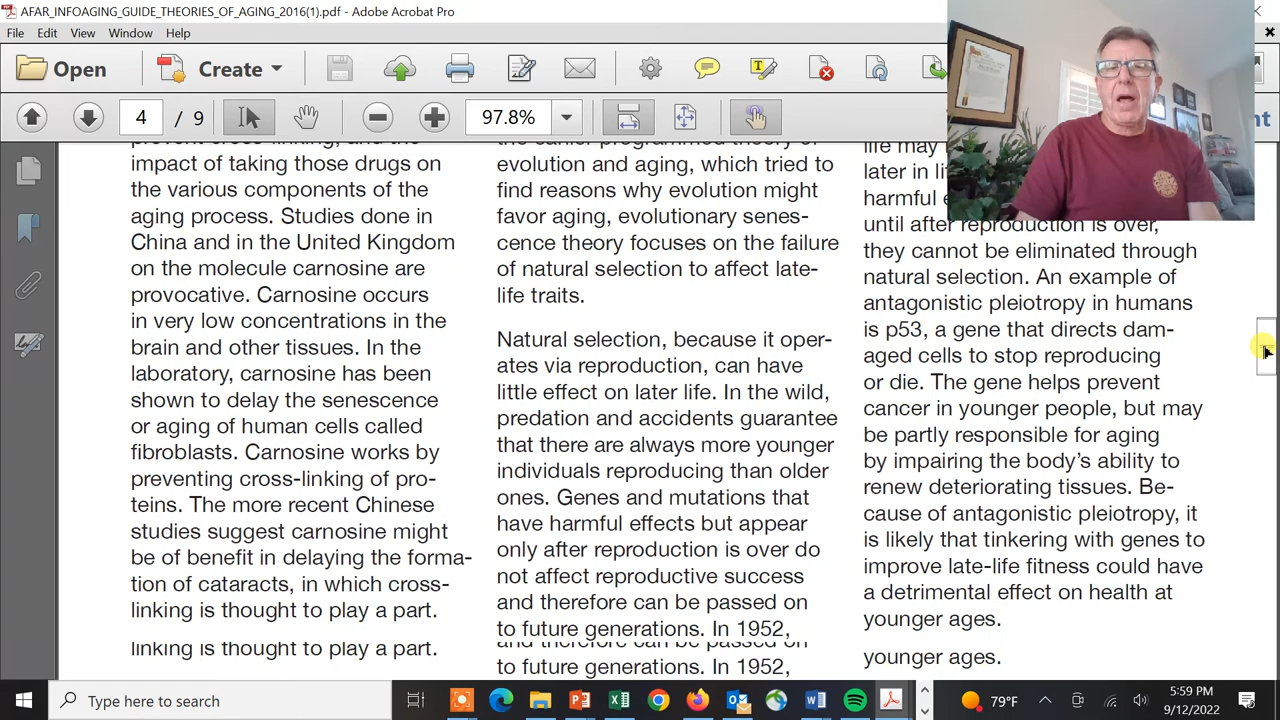 AFAR_INFOAGING_GUIDE_THEORIES_OF_AGING_2016(1).pdf - Adobe Acrobat Pro
File Edit View Window Help
Open Create
4 / 9 97.8%
impact of taking those drugs on
the various components of the
aging process. Studies done in
China and in the United Kingdom
on the molecule carnosine are
provocative. Carnosine occurs
in very low concentrations in the
brain and other tissues. In the
laboratory, carnosine has been
shown to delay the senescence
or aging of human cells called
fibroblasts. Carnosine works by
preventing cross-linking of pro-
teins. The more recent Chinese
studies suggest carnosine might
be of benefit in delaying the forma-
tion of cataracts, in which cross-
linking is thought to play a part.
linking is thought to play a part.
the earlier programmed theory of
evolution and aging, which tried to
find reasons why evolution might
favor aging, evolutionary senes-
cence theory focuses on the failure
of natural selection to affect late-
life traits.
Natural selection, because it oper-
ates via reproduction, can have
little effect on later life. In the wild,
predation and accidents guarantee
that there are always more younger
individuals reproducing than older
ones. Genes and mutations that
have harmful effects but appear
only after reproduction is over do
not affect reproductive success
and therefore can be passed on
to future generations. In 1952,
and therefore can be passed on
to future generations. In 1952,
life may
later in li
harmful e
until after reproduction is over,
they cannot be eliminated through
natural selection. An example of
antagonistic pleiotropy in humans
is p53, a gene that directs dam-
aged cells to stop reproducing
or die. The gene helps prevent
cancer in younger people, but may
be partly responsible for aging
by impairing the body's ability to
renew deteriorating tissues. Be-
cause of antagonistic pleiotropy, it
is likely that tinkering with genes to
improve late-life fitness could have
a detrimental effect on health at
younger ages.
younger ages.
Type here to search
79°F
5:59 PM
9/12/2022